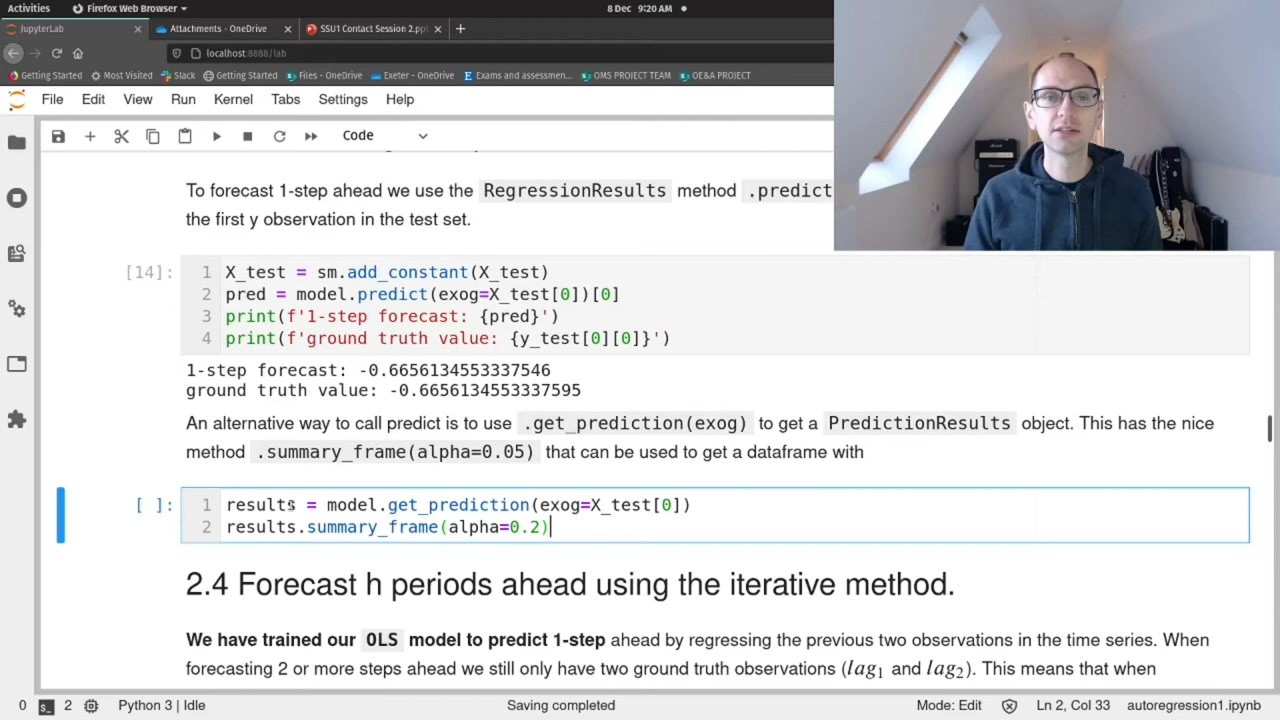 Activities
Firefox Web Browser
8 Dec 9:20 AM
JupyterLab
Attachments - OneDrive
SSU1 Contact Session 2.ppt
localhost:8888/lab
Getting Started
Most Visited
Slack
Getting Started
Files - OneDrive
Exeter - OneDrive
Exams and assessmen...
OMS PROJECT TEAM
OE&A PROJECT
File Edit View Run Kernel Tabs Settings Help
Code
To forecast 1-step ahead we use the RegressionResults method .predict
the first y observation in the test set.
[14]:
1 X_test = sm.add_constant(X_test)
2 pred = model.predict(exog=X_test[0])[0]
3 print(f'1-step forecast: {pred}')
4 print(f'ground truth value: {y_test[0][0]}')
1-step forecast: -0.6656134553337546
ground truth value: -0.6656134553337595
An alternative way to call predict is to use .get_prediction(exog) to get a PredictionResults object. This has the nice
method .summary_frame(alpha=0.05) that can be used to get a dataframe with
[ ]:
1 results = model.get_prediction(exog=X_test[0])
2 results.summary_frame(alpha=0.2)
2.4 Forecast h periods ahead using the iterative method.
We have trained our OLS model to predict 1-step ahead by regressing the previous two observations in the time series. When
forecasting 2 or more steps ahead we still only have two ground truth observations (lag1 and lag2). This means that when
0 2 Python 3 | Idle Saving completed Mode: Edit Ln 2, Col 33 autoregression1.ipynb